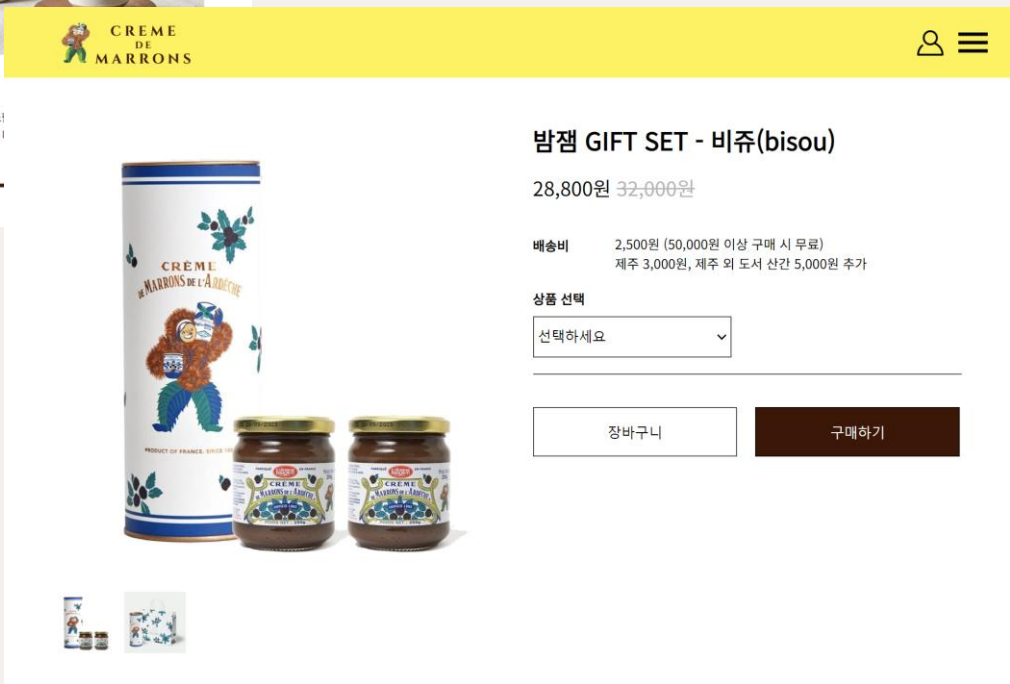 CREME
DE
MARRONS
밤잼 GIFT SET - 비쥬(bisou)
28,800원 32,000원
배송비 2,500원 (50,000원 이상 구매 시 무료)
제주 3,000원, 제주 외 도서 산간 5,000원 추가
상품 선택
선택하세요
장바구니
구매하기
CRÈME
DE MARRONS DE L'ARDÈCHE
PRODUCT OF FRANCE. SINCE
CRÈME
DE MARRONS DE L'ARDÈCHE
CRÈME
DE MARRONS DE L'ARDÈCHE